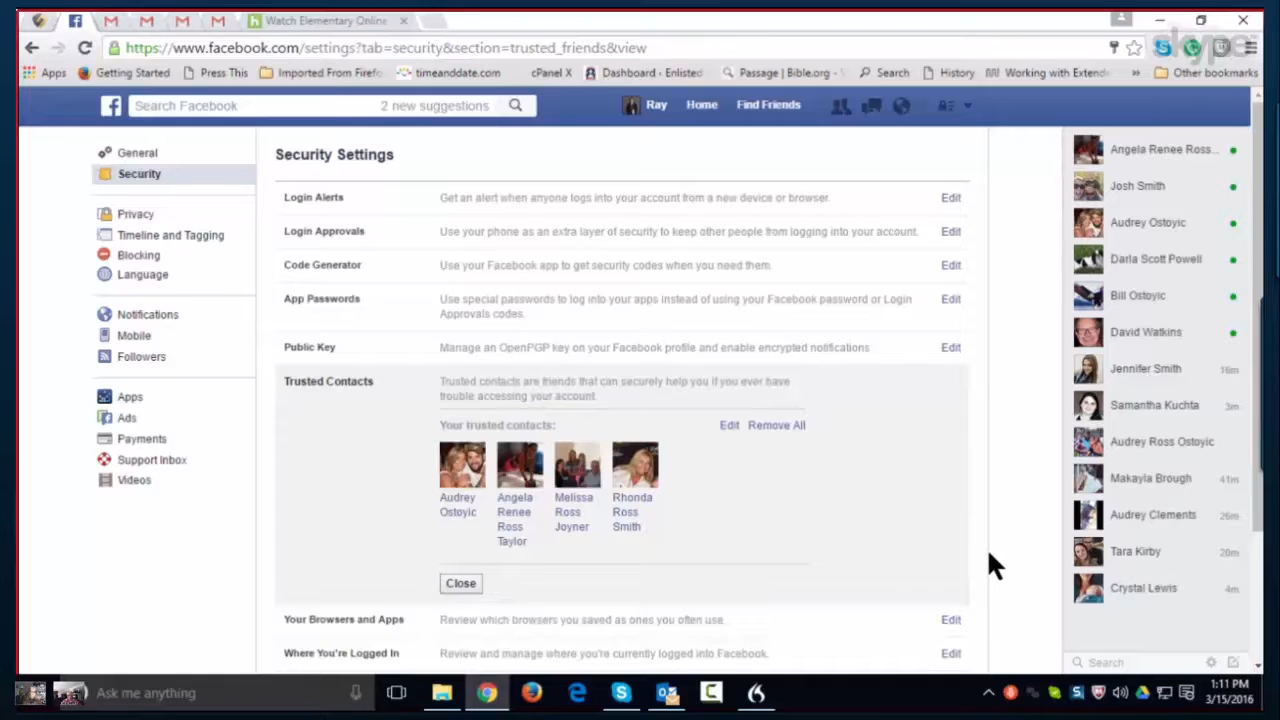 Watch Elementary Online
https://www.facebook.com/settings?tab=security&section=trusted_friends&view
skype
Apps Getting Started Press This Imported From Firefo timeanddate.com cPanel X Dashboard - Enlisted Passage | Bible.org - Search History Working with Extend » Other bookmarks
Search Facebook 2 new suggestions
Ray Home Find Friends
General
Security
Privacy
Timeline and Tagging
Blocking
Language
Notifications
Mobile
Followers
Apps
Ads
Payments
Support Inbox
Videos
Security Settings
Login Alerts Get an alert when anyone logs into your account from a new device or browser. Edit
Login Approvals Use your phone as an extra layer of security to keep other people from logging into your account. Edit
Code Generator Use your Facebook app to get security codes when you need them. Edit
App Passwords Use special passwords to log into your apps instead of using your Facebook password or Login Edit
Approvals codes.
Public Key Manage an OpenPGP key on your Facebook profile and enable encrypted notifications Edit
Trusted Contacts Trusted contacts are friends that can securely help you if you ever have
trouble accessing your account.
Your trusted contacts: Edit Remove All
Audrey Ostoyic
Angela Renee Ross Taylor
Melissa Ross Joyner
Rhonda Ross Smith
Close
Your Browsers and Apps Review which browsers you saved as ones you often use. Edit
Where You're Logged In Review and manage where you're currently logged into Facebook. Edit
Angela Renee Ross...
Josh Smith
Audrey Ostoyic
Darla Scott Powell
Bill Ostoyic
David Watkins
Jennifer Smith 16m
Samantha Kuchta 3m
Audrey Ross Ostoyic
Makayla Brough 41m
Audrey Clements 26m
Tara Kirby 20m
Crystal Lewis 4m
Search
Ask me anything
1:11 PM
3/15/2016